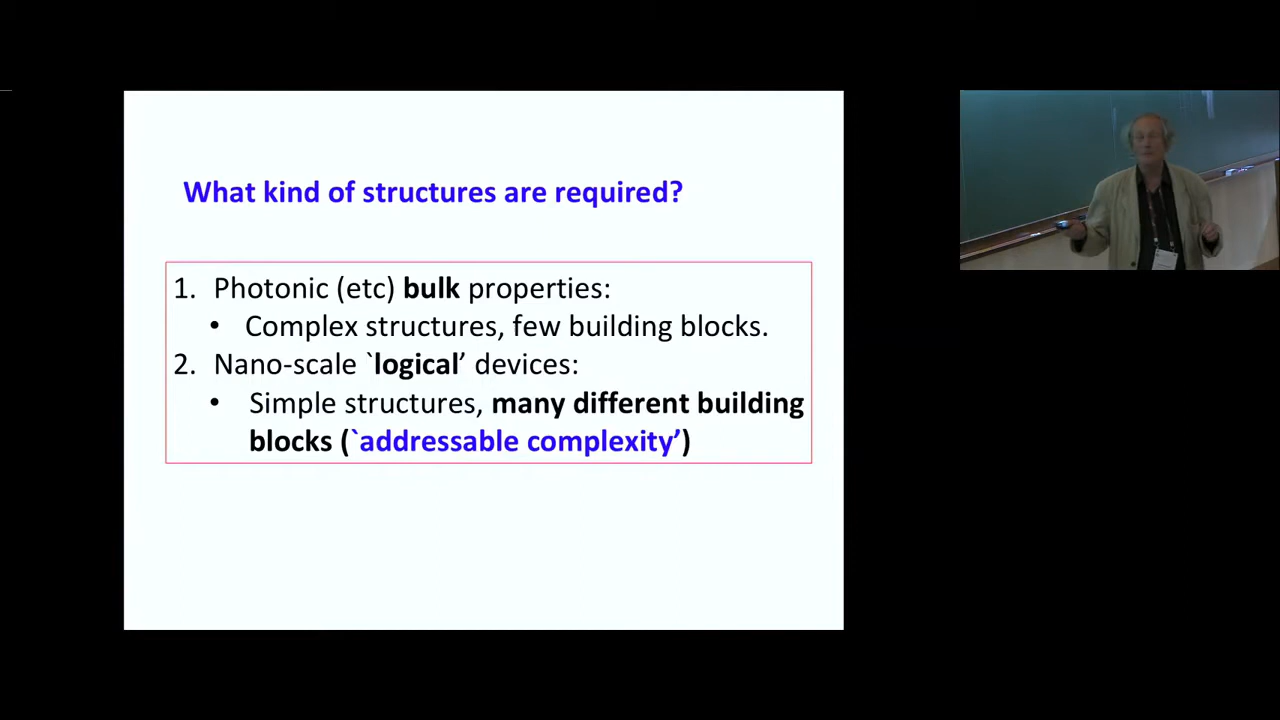 What kind of structures are required?
1. Photonic (etc) bulk properties:
• Complex structures, few building blocks.
2. Nano-scale `logical’ devices:
• Simple structures, many different building
blocks (`addressable complexity’)